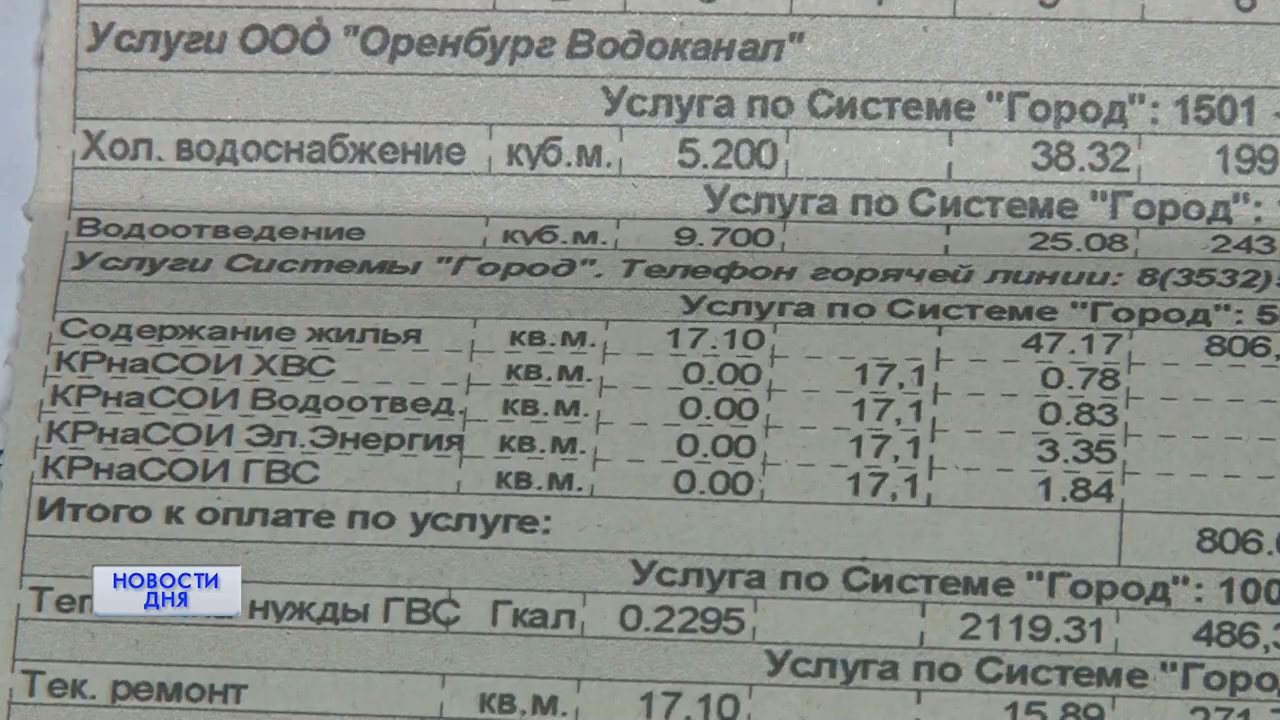 Услуги ООО "Оренбург Водоканал"
Услуга по Системе "Город": 1501
Хол. водоснабжение куб.м. 5.200 38.32 199
Услуга по Системе "Город":
Водоотведение куб.м. 9.700 25.08 243
Услуги Системы "Город". Телефон горячей линии: 8(3532)
Услуга по Системе "Город": 5
Содержание жилья кв.м. 17.10 47.17 806.
КРнаСОИ ХВС кв.м. 0.00 17,1 0.78
КРнаСОИ Водоотвед. кв.м. 0.00 17,1 0.83
КРнаСОИ Эл.Энергия кв.м. 0.00 17,1 3.35
КРнаСОИ ГВС кв.м. 0.00 17,1 1.84
Итого к оплате по услуге: 806.
Услуга по Системе "Город": 100
нужды ГВС Гкал 0.2295 2119.31 486,
НОВОСТИ
ДНЯ
Услуга по Системе "Горо
Тек. ремонт кв.м. 17.10 15.89